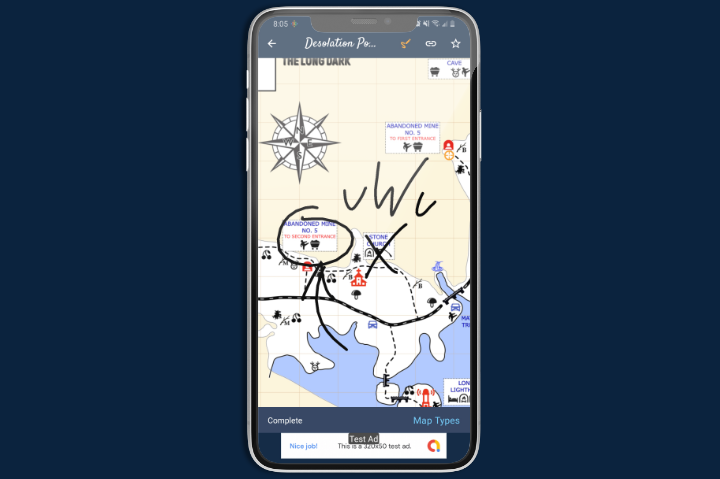 8:05
Desolation Po...
THE LONG DARK
CAVE
N
E
S
W
ABANDONED MINE
NO. 5
TO FIRST ENTRANCE
uWu
ABANDONED MINE
NO. 5
TO SECOND ENTRANCE
STONE
CHURCH
LON
LIGHTH
Complete
Map Types
Test Ad
Nice job!
This is a 320x50 test ad.